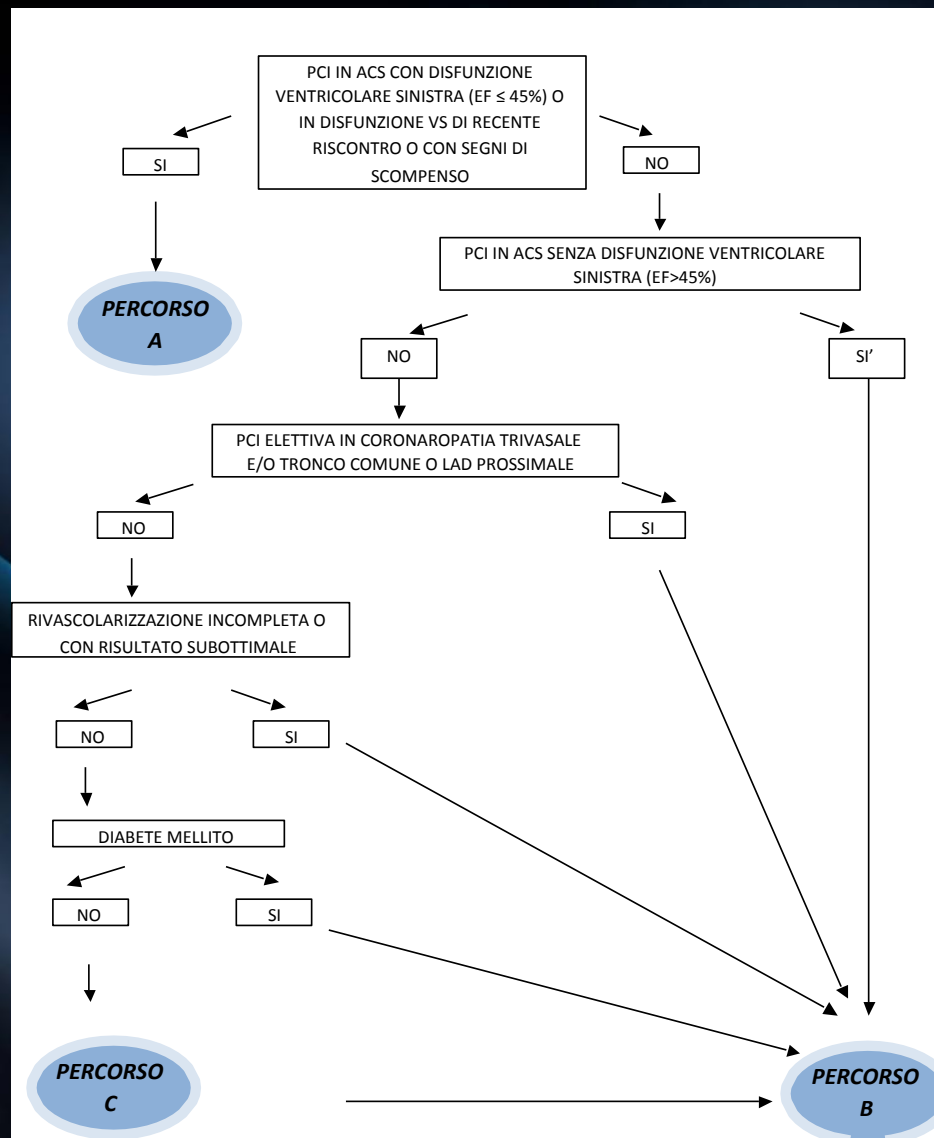 PCI IN ACS CON DISFUNZIONE
VENTRICOLARE SINISTRA (EF ≤ 45%) O
IN DISFUNZIONE VS DI RECENTE
RISCONTRO O CON SEGNI DI
SCOMPENSO
SI
NO
PCI IN ACS SENZA DISFUNZIONE VENTRICOLARE
SINISTRA (EF>45%)
PERCORSO
A
NO
SI'
PCI ELETTIVA IN CORONAROPATIA TRIVASALE
E/O TRONCO COMUNE O LAD PROSSIMALE
NO
SI
RIVASCOLARIZZAZIONE INCOMPLETA O
CON RISULTATO SUBOTTIMALE
NO
SI
DIABETE MELLITO
NO
SI
PERCORSO
C
PERCORSO
B